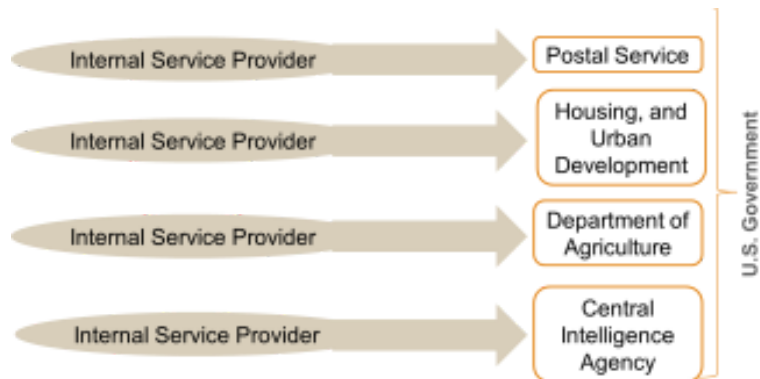 Internal Service Provider
Postal Service
Internal Service Provider
Housing, and
Urban
Development
Internal Service Provider
Department of
Agriculture
Internal Service Provider
Central
Intelligence
Agency
U.S. Government